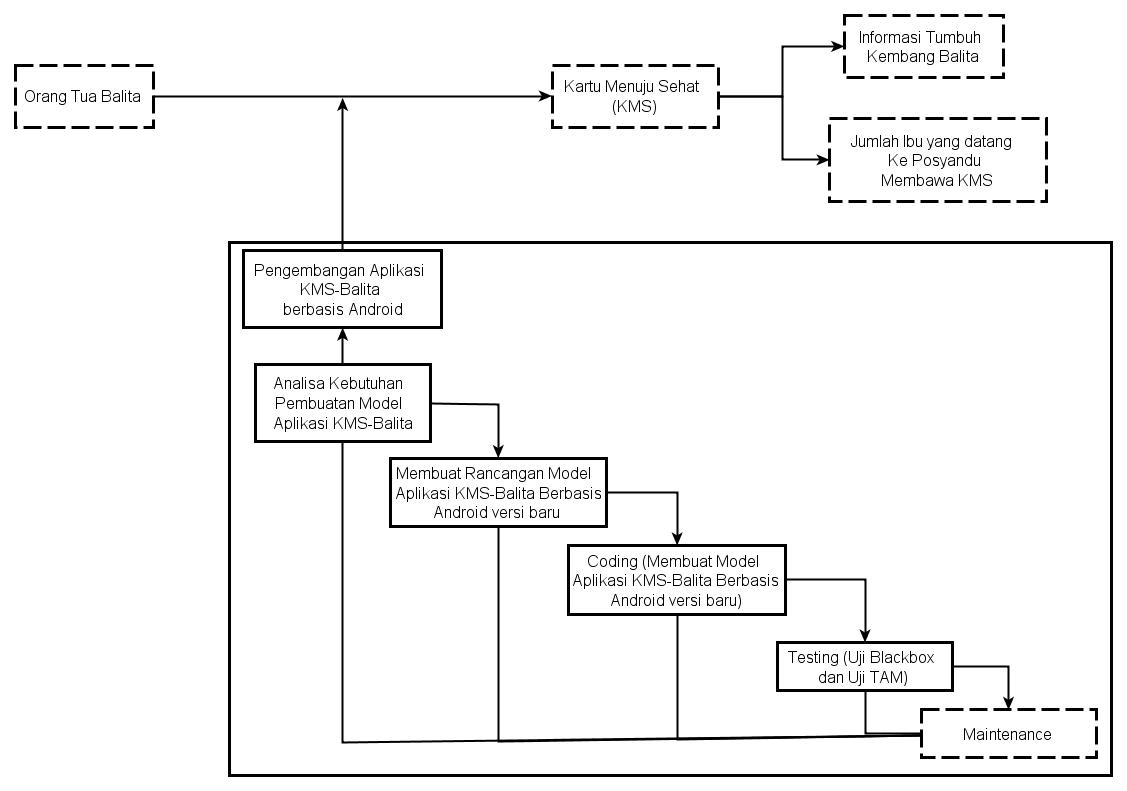 Informasi Tumbuh
Kembang Balita
Orang Tua Balita
Kartu Menuju Sehat
(KMS)
Jumlah Ibu yang datang
Ke Posyandu
Membawa KMS
Pengembangan Aplikasi
KMS-Balita
berbasis Android
Analisa Kebutuhan
Pembuatan Model
Aplikasi KMS-Balita
Membuat Rancangan Model
Aplikasi KMS-Balita Berbasis
Android versi baru
Coding (Membuat Model
Aplikasi KMS-Balita Berbasis
Android versi baru)
Testing (Uji Blackbox
dan Uji TAM)
Maintenance